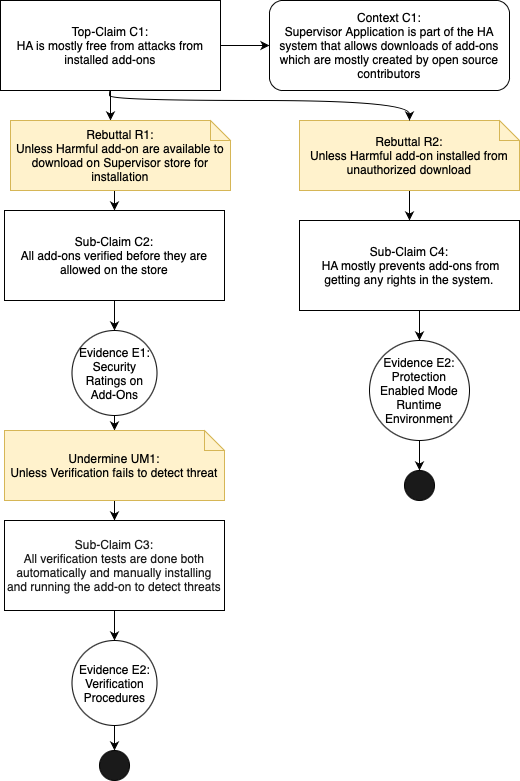 Top-Claim C1:
HA is mostly free from attacks from
installed add-ons
Context C1:
Supervisor Application is part of the HA
system that allows downloads of add-ons
which are mostly created by open source
contributors
Rebuttal R1:
Unless Harmful add-on are available to
download on Supervisor store for
installation
Rebuttal R2:
Unless Harmful add-on installed from
unauthorized download
Sub-Claim C2:
All add-ons verified before they are
allowed on the store
Sub-Claim C4:
HA mostly prevents add-ons from
getting any rights in the system.
Evidence E1:
Security
Ratings on
Add-Ons
Evidence E2:
Protection
Enabled Mode
Runtime
Environment
Undermine UM1:
Unless Verification fails to detect threat
Sub-Claim C3:
All verification tests are done both
automatically and manually installing
and running the add-on to detect threats
Evidence E2:
Verification
Procedures